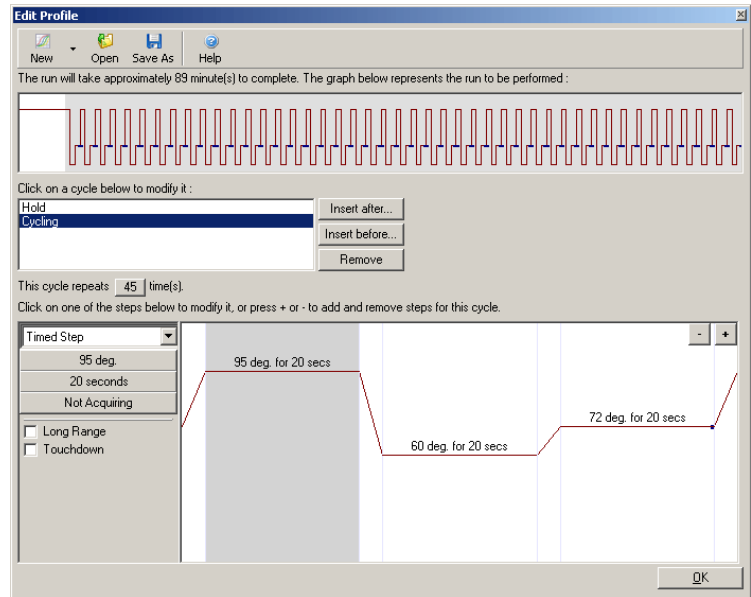 Edit Profile
New Open Save As Help
The run will take approximately 89 minute(s) to complete. The graph below represents the run to be performed :
Click on a cycle below to modify it :
Hold
Cycling
Insert after...
Insert before...
Remove
This cycle repeats 45 time(s).
Click on one of the steps below to modify it, or press + or - to add and remove steps for this cycle.
Timed Step
95 deg.
20 seconds
Not Acquiring
Long Range
Touchdown
95 deg. for 20 secs
60 deg. for 20 secs
72 deg. for 20 secs
- +
OK